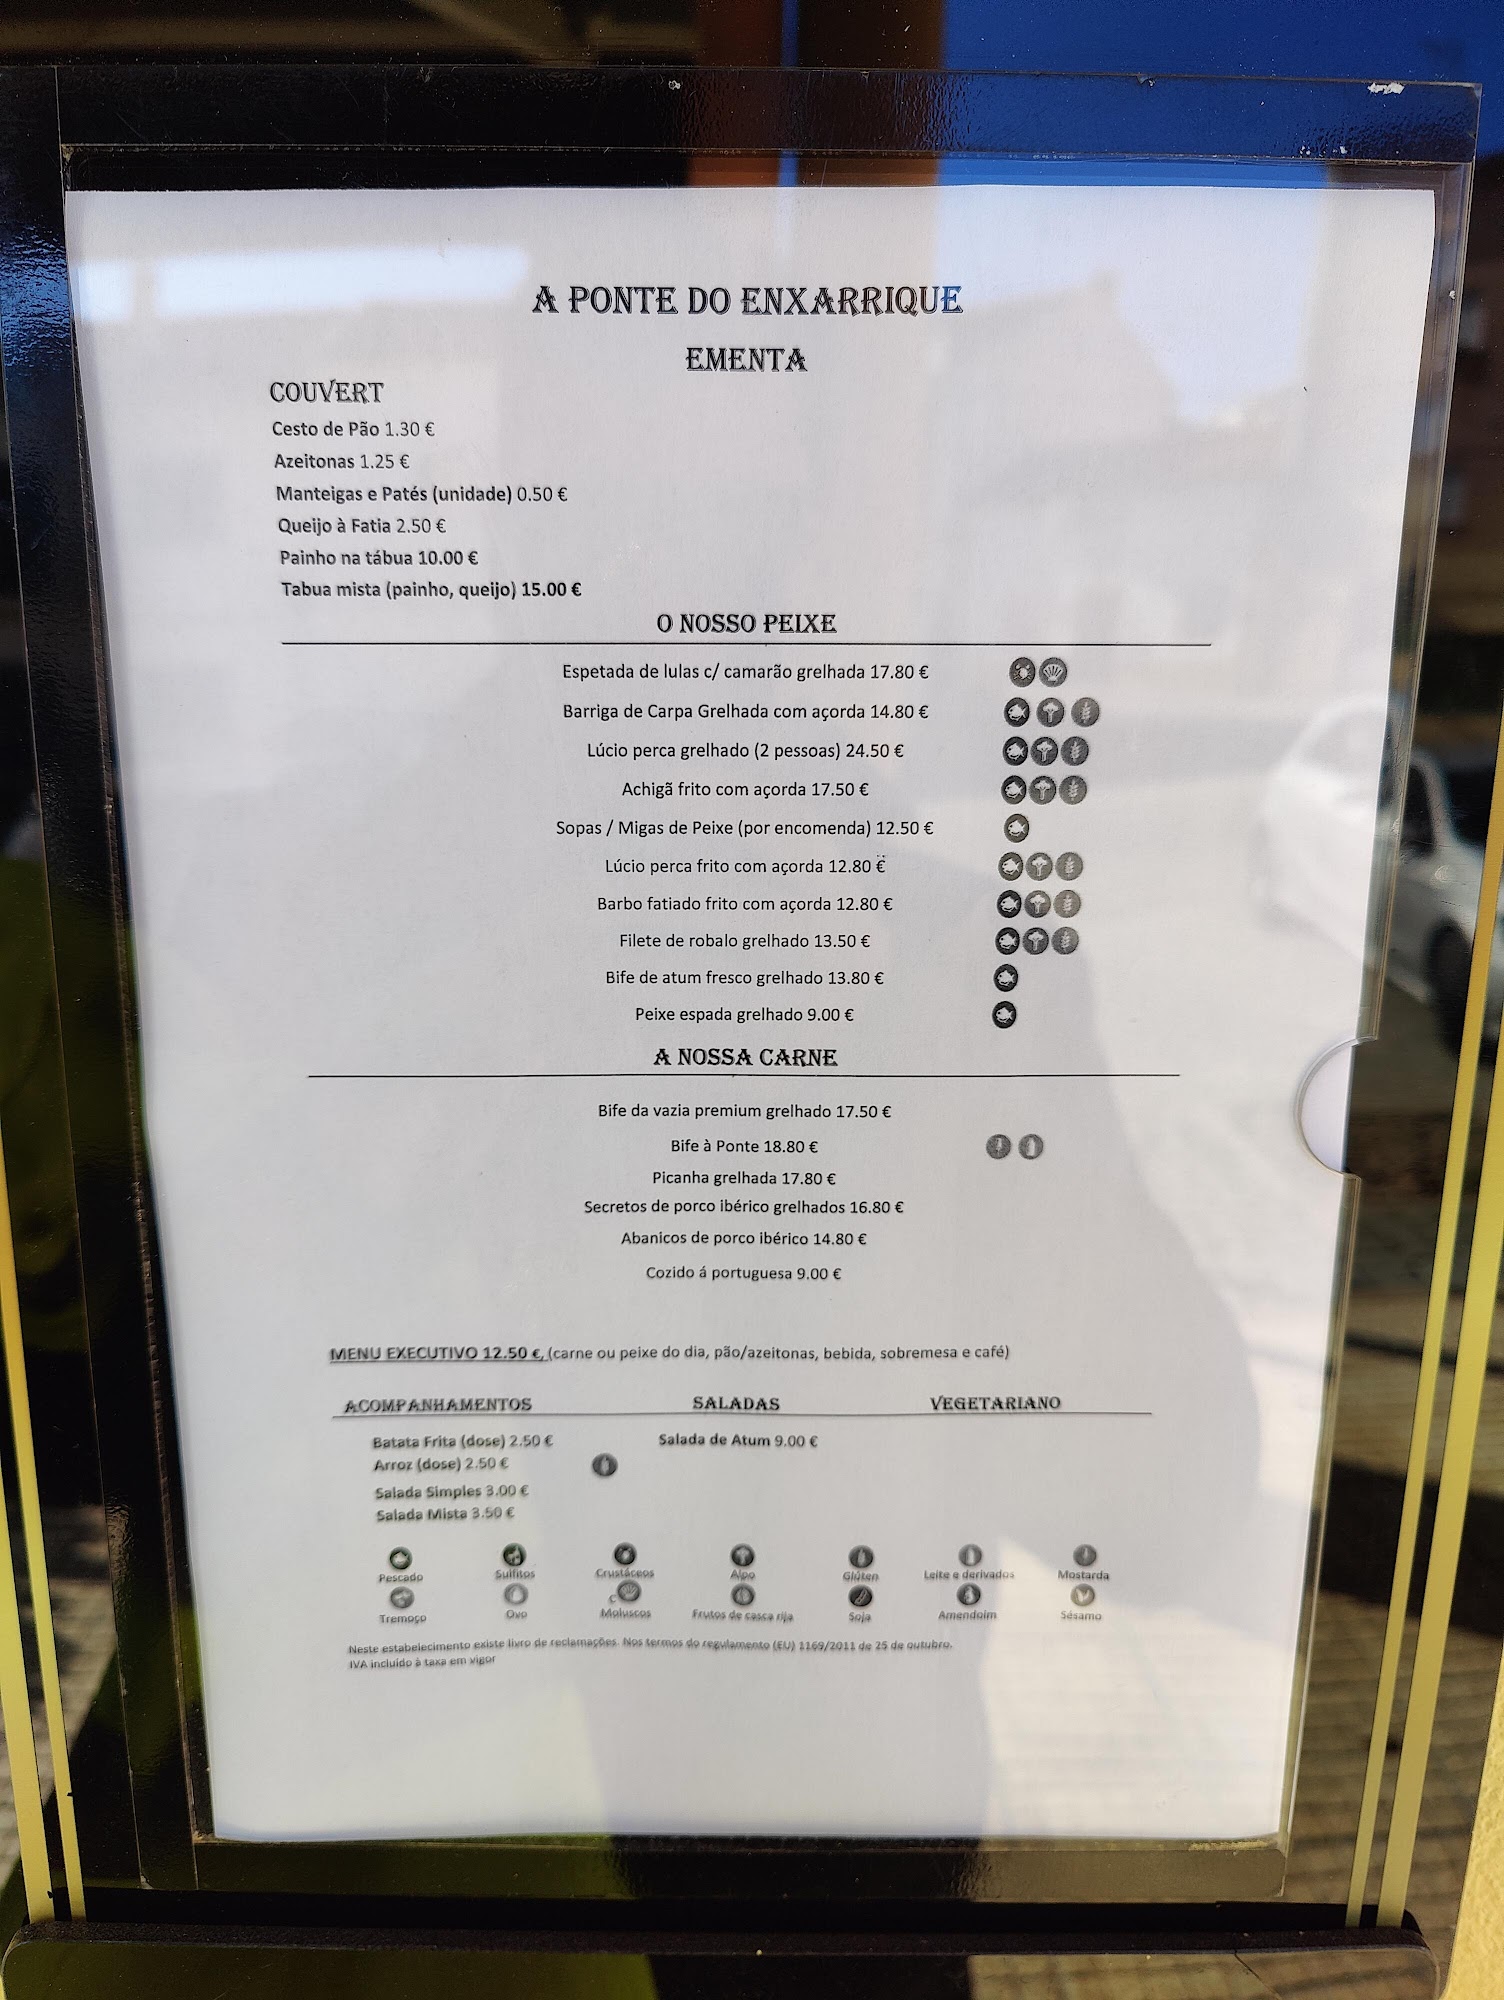 A PONTE DO ENXARRIQUE
EMENTA
COUVERT
Cesto de Pão 1.30 €
Azeitonas 1.25 €
Manteigas e Patés (unidade) 0.50 €
Queijo à Fatia 2.50 €
Painho na tábua 10.00 €
Tabua mista (painho, queijo) 15.00 €
O NOSSO PEIXE
Espetada de lulas c/ camarão grelhada 17.80 €
Barriga de Carpa Grelhada com açorda 14.80 €
Lúcio perca grelhado (2 pessoas) 24.50 €
Achigã frito com açorda 17.50 €
Sopas / Migas de Peixe (por encomenda) 12.50 €
Lúcio perca frito com açorda 12.80 €
Barbo fatiado frito com açorda 12.80 €
Filete de robalo grelhado 13.50 €
Bife de atum fresco grelhado 13.80 €
Peixe espada grelhado 9.00 €
A NOSSA CARNE
Bife da vazia premium grelhado 17.50 €
Bife à Ponte 18.80 €
Picanha grelhada 17.80 €
Secretos de porco ibérico grelhados 16.80 €
Abanicos de porco ibérico 14.80 €
Cozido á portuguesa 9.00 €
MENU EXECUTIVO 12.50 €, (carne ou peixe do dia, pão/azeitonas, bebida, sobremesa e café)
ACOMPANHAMENTOS SALADAS VEGETARIANO
Batata Frita (dose) 2.50 € Salada de Atum 9.00 €
Arroz (dose) 2.50 €
Salada Simples 3.00 €
Salada Mista 3.50 €
Pescado Sulfitos Crustáceos Aipo Glúten Leite e derivados Mostarda
C
Tremoço Ovo Moluscos Frutos de casca rija Soja Amendoim Sésamo
Neste estabelecimento existe livro de reclamações. Nos termos do regulamento (EU) 1169/2011 de 25 de outubro.
IVA incluído à taxa em vigor